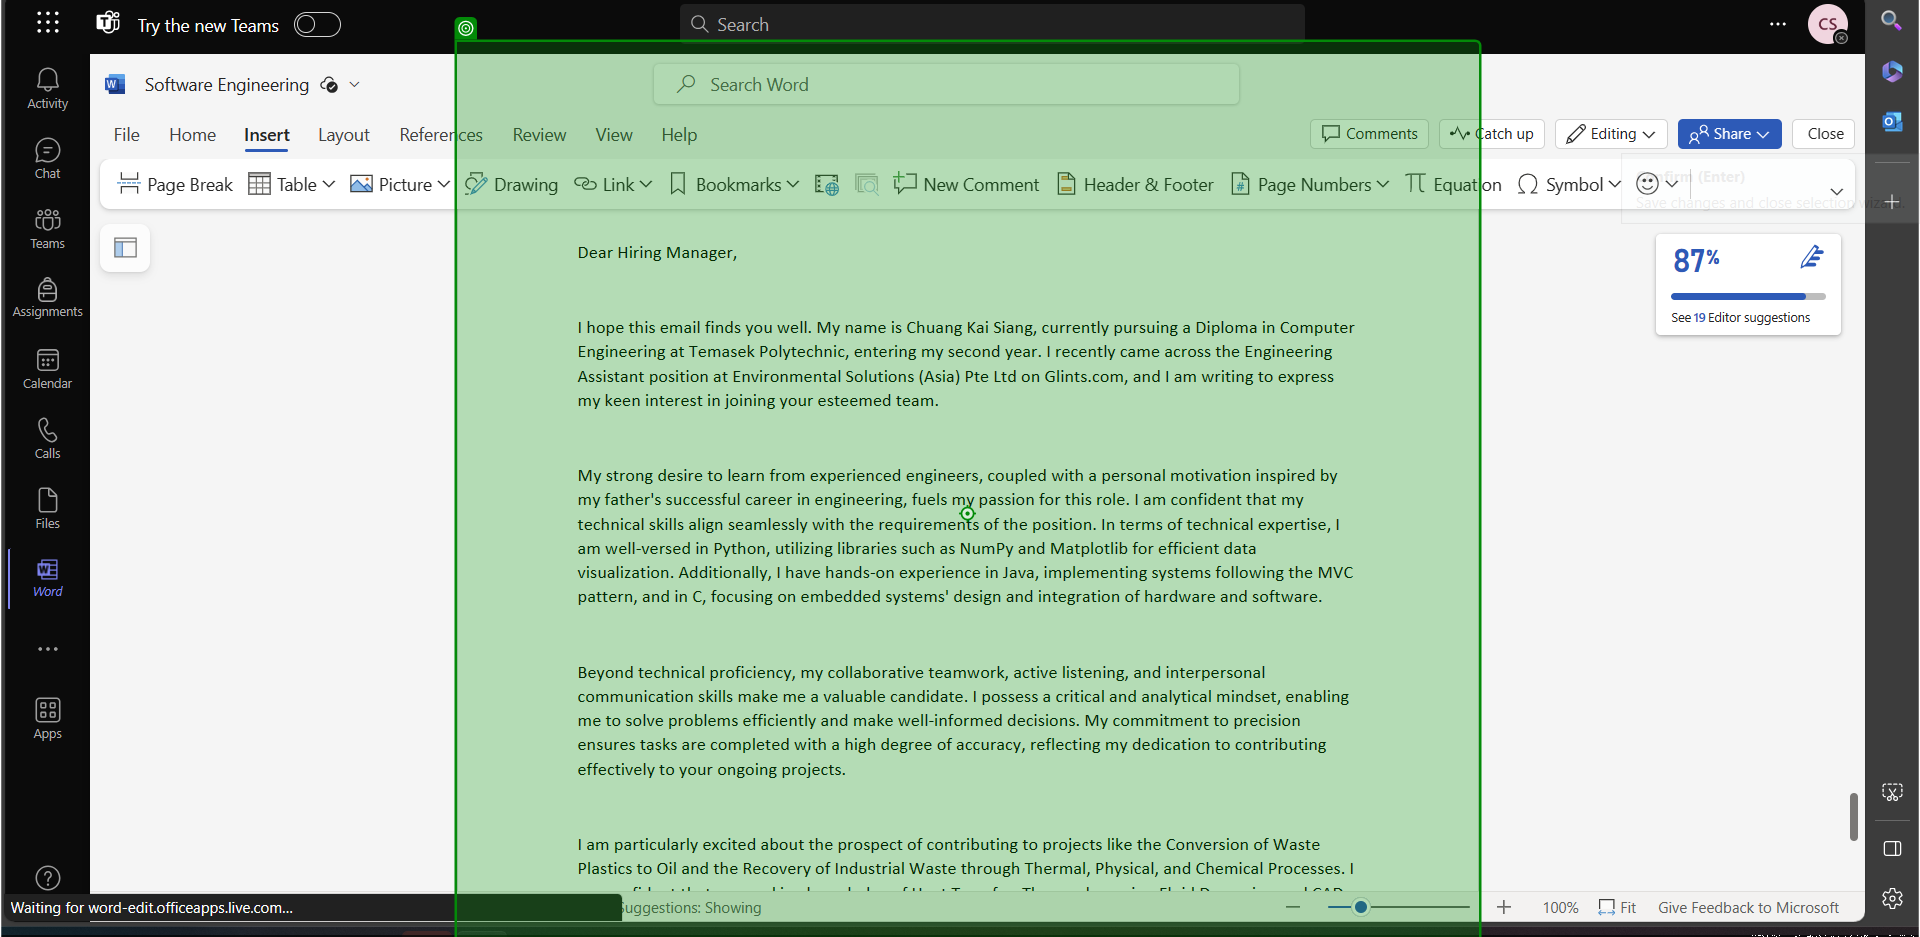 Try the new Teams
Search
CS
Software Engineering
Search Word
File Home Insert Layout References Review View Help
Comments Catch up Editing Share Close
Page Break Table Picture Drawing Link Bookmarks New Comment Header & Footer Page Numbers Equation Symbol
(Enter)
Save changes and close selection
Activity
Chat
Teams
Assignments
Calendar
Calls
Files
Word
Apps
87%
See 19 Editor suggestions
Dear Hiring Manager,
I hope this email finds you well. My name is Chuang Kai Siang, currently pursuing a Diploma in Computer
Engineering at Temasek Polytechnic, entering my second year. I recently came across the Engineering
Assistant position at Environmental Solutions (Asia) Pte Ltd on Glints.com, and I am writing to express
my keen interest in joining your esteemed team.
My strong desire to learn from experienced engineers, coupled with a personal motivation inspired by
my father's successful career in engineering, fuels my passion for this role. I am confident that my
technical skills align seamlessly with the requirements of the position. In terms of technical expertise, I
am well-versed in Python, utilizing libraries such as NumPy and Matplotlib for efficient data
visualization. Additionally, I have hands-on experience in Java, implementing systems following the MVC
pattern, and in C, focusing on embedded systems' design and integration of hardware and software.
Beyond technical proficiency, my collaborative teamwork, active listening, and interpersonal
communication skills make me a valuable candidate. I possess a critical and analytical mindset, enabling
me to solve problems efficiently and make well-informed decisions. My commitment to precision
ensures tasks are completed with a high degree of accuracy, reflecting my dedication to contributing
effectively to your ongoing projects.
I am particularly excited about the prospect of contributing to projects like the Conversion of Waste
Plastics to Oil and the Recovery of Industrial Waste through Thermal, Physical, and Chemical Processes. I
Waiting for word-edit.officeapps.live.com...
Suggestions: Showing
100% Fit Give Feedback to Microsoft